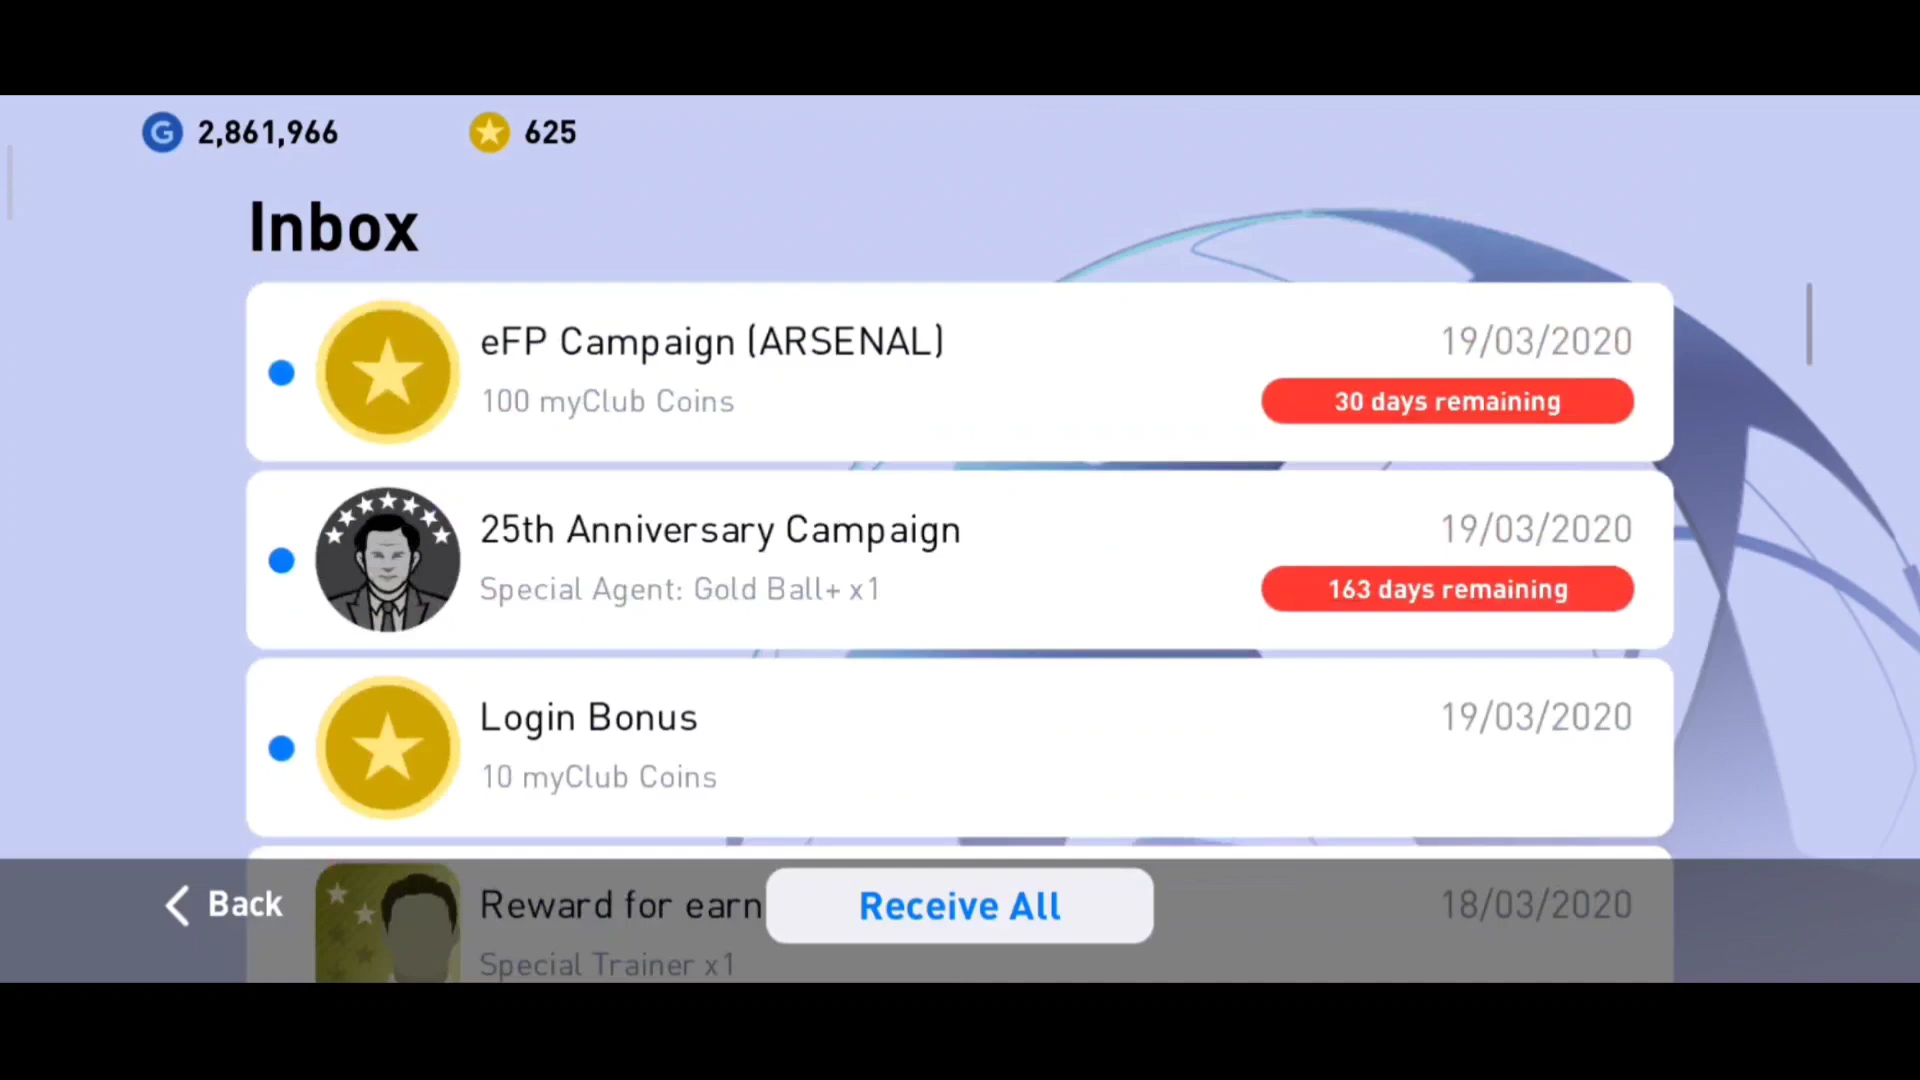 G 2,861,966 625
Inbox
eFP Campaign (ARSENAL) 19/03/2020
100 myClub Coins 30 days remaining
25th Anniversary Campaign 19/03/2020
Special Agent: Gold Ball+ x1 163 days remaining
Login Bonus 19/03/2020
10 myClub Coins
Back Reward for earn Receive All 18/03/2020
Special Trainer x1